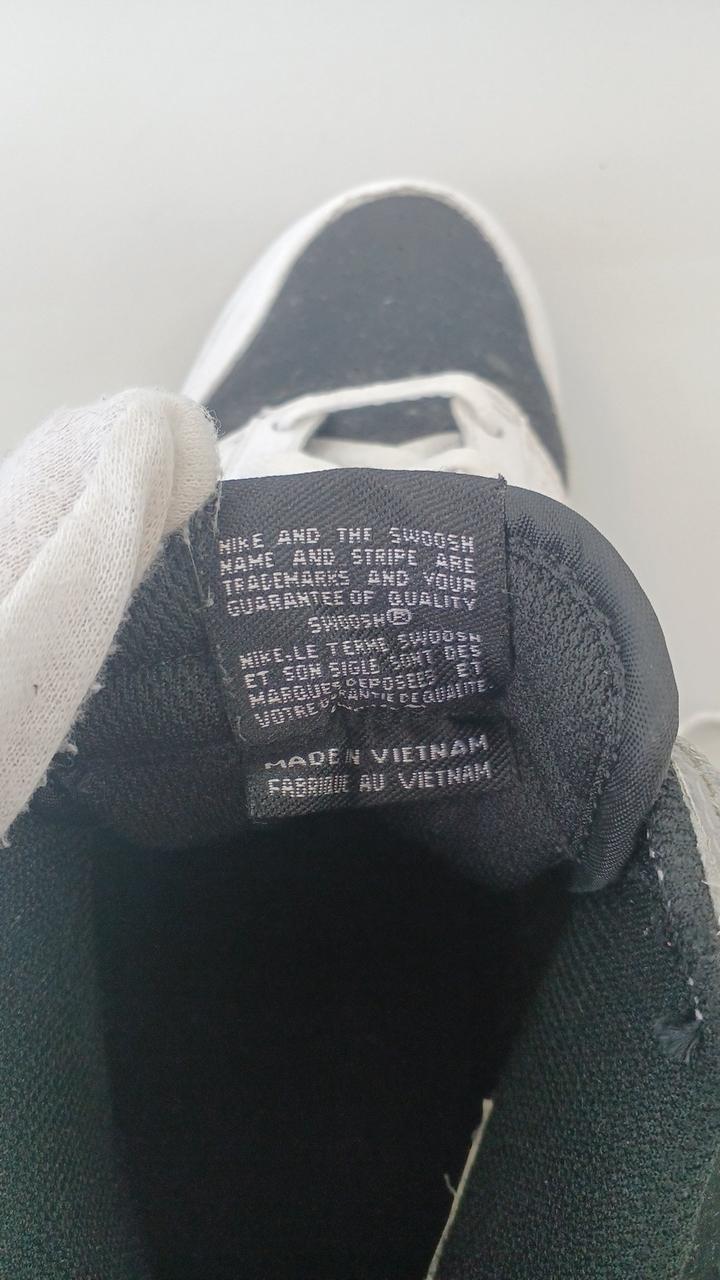 NIKE AND THE SWOOSH
NAME AND STRIPE ARE
TRADEMARKS AND YOUR
GUARANTEE OF QUALITY
SWOOSH®
NIKE.LE TERME SWOOSH
ET SON SIGLE SONT DES
MARQUES DEPOSEES ET
VOTRE DE QUALITE.
MADE IN VIETNAM
FABRIQUE AU VIETNAM